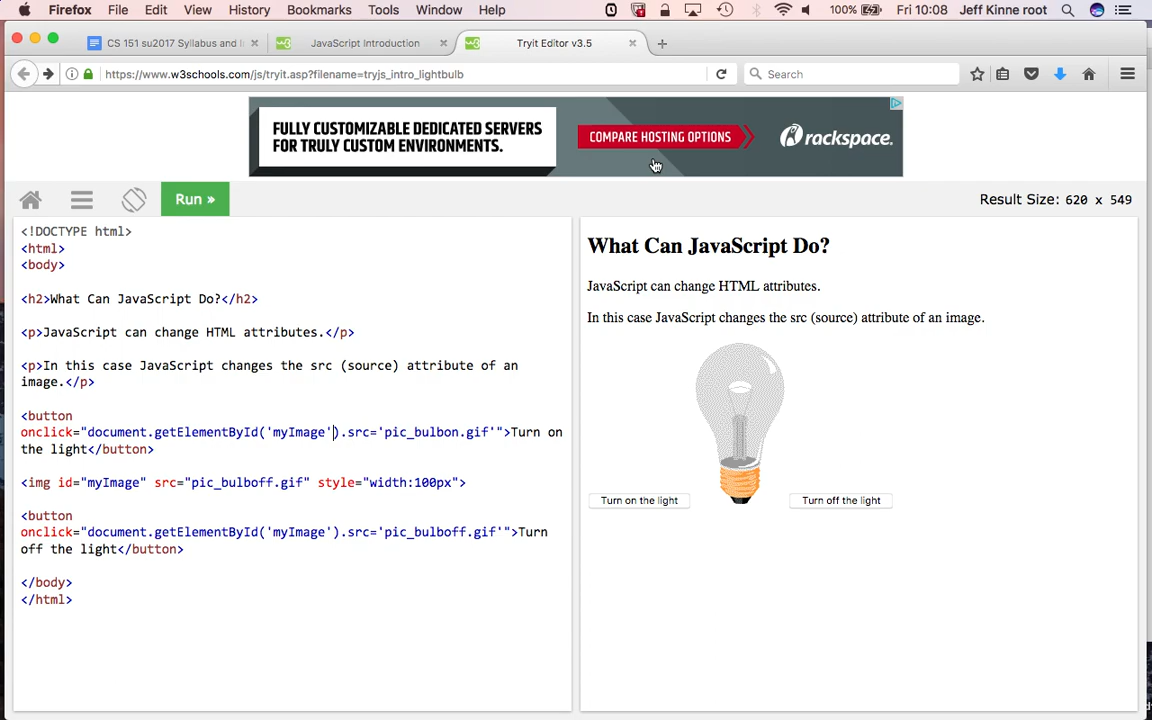 Firefox File Edit View History Bookmarks Tools Window Help 100% Fri 10:08 Jeff Kinne root
CS 151 su2017 Syllabus and I JavaScript Introduction Tryit Editor v3.5
https://www.w3schools.com/js/tryit.asp?filename=tryjs_intro_lightbulb Search
FULLY CUSTOMIZABLE DEDICATED SERVERS
FOR TRULY CUSTOM ENVIRONMENTS.
COMPARE HOSTING OPTIONS
rackspace.
Run » Result Size: 620 x 549
<!DOCTYPE html>
<html>
<body>
<h2>What Can JavaScript Do?</h2>
<p>JavaScript can change HTML attributes.</p>
<p>In this case JavaScript changes the src (source) attribute of an
image.</p>
<button
onclick="document.getElementById('myImage').src='pic_bulbon.gif'">Turn on
the light</button>
<img id="myImage" src="pic_bulboff.gif" style="width:100px">
<button
onclick="document.getElementById('myImage').src='pic_bulboff.gif'">Turn
off the light</button>
</body>
</html>
What Can JavaScript Do?
JavaScript can change HTML attributes.
In this case JavaScript changes the src (source) attribute of an image.
Turn on the light Turn off the light